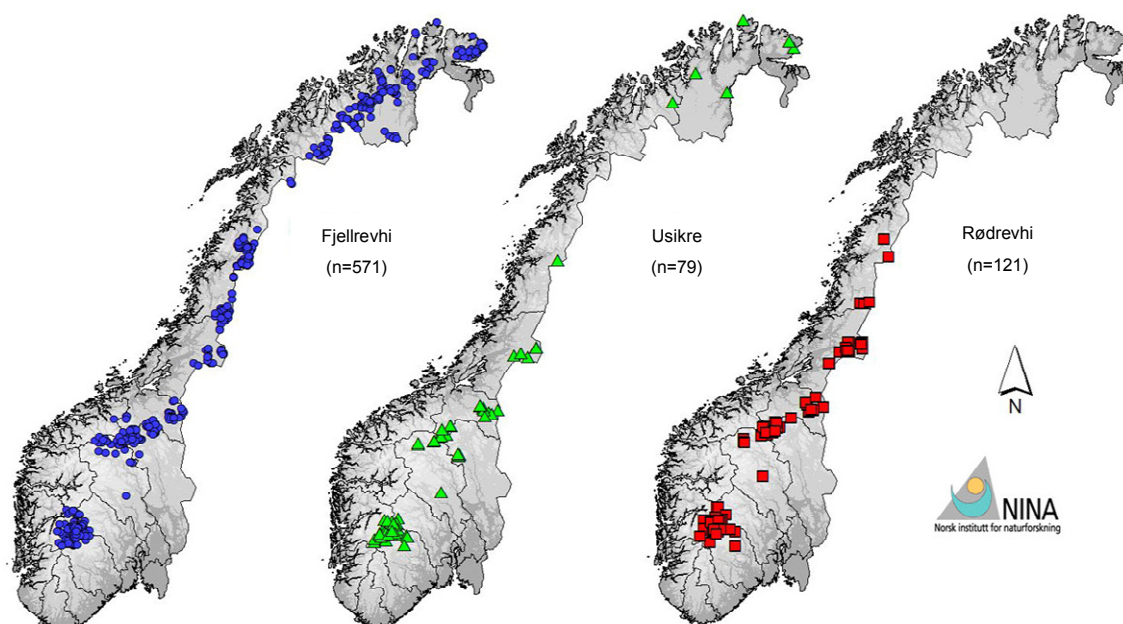 Fjellrevhi
(n=571)
Usikre
(n=79)
Rødrevhi
(n=121)
N
NINA
Norsk institutt for naturforskning